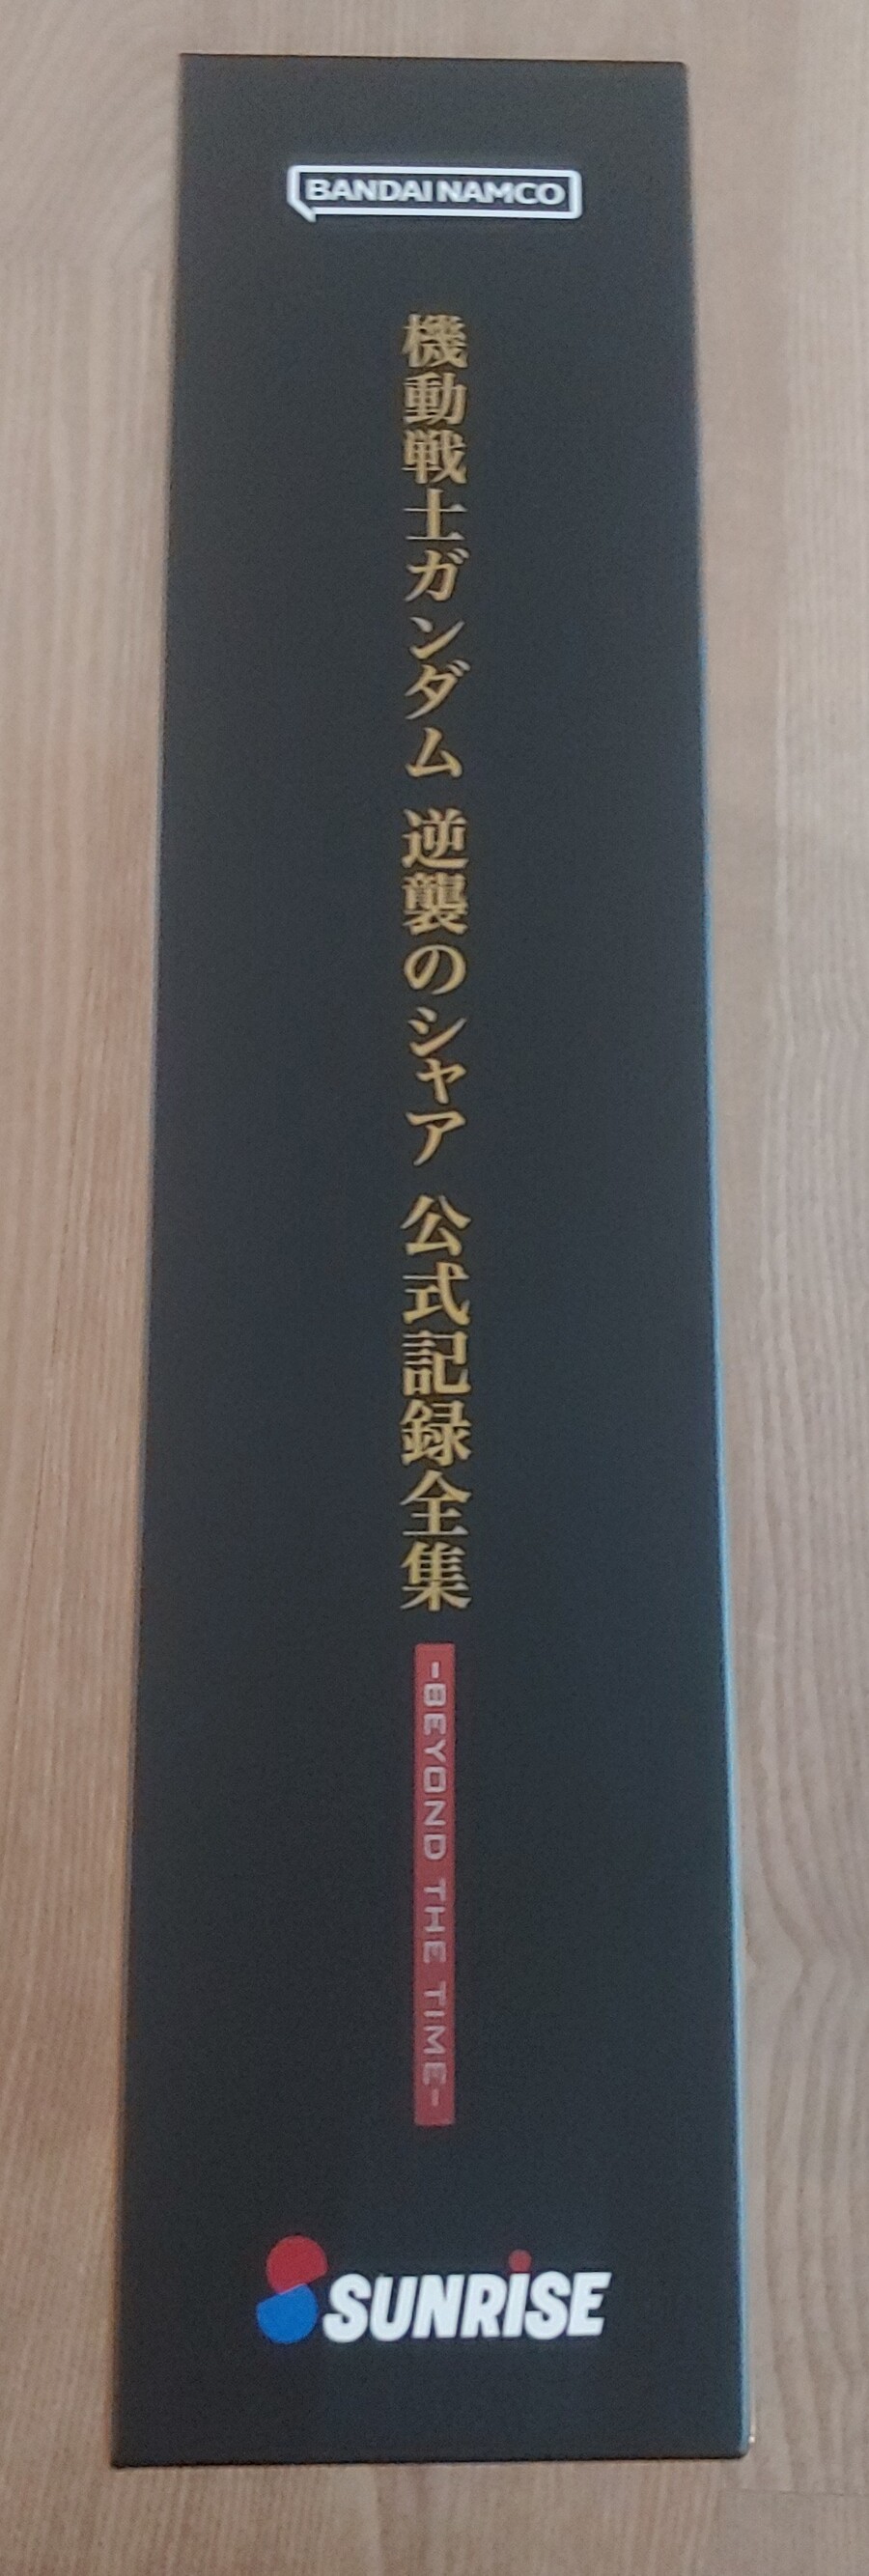 BANDAI NAMCO
機動戦士ガンダム 逆襲のシャア 公式記録全集
-BEYOND THE TIME-
SUNRiSE